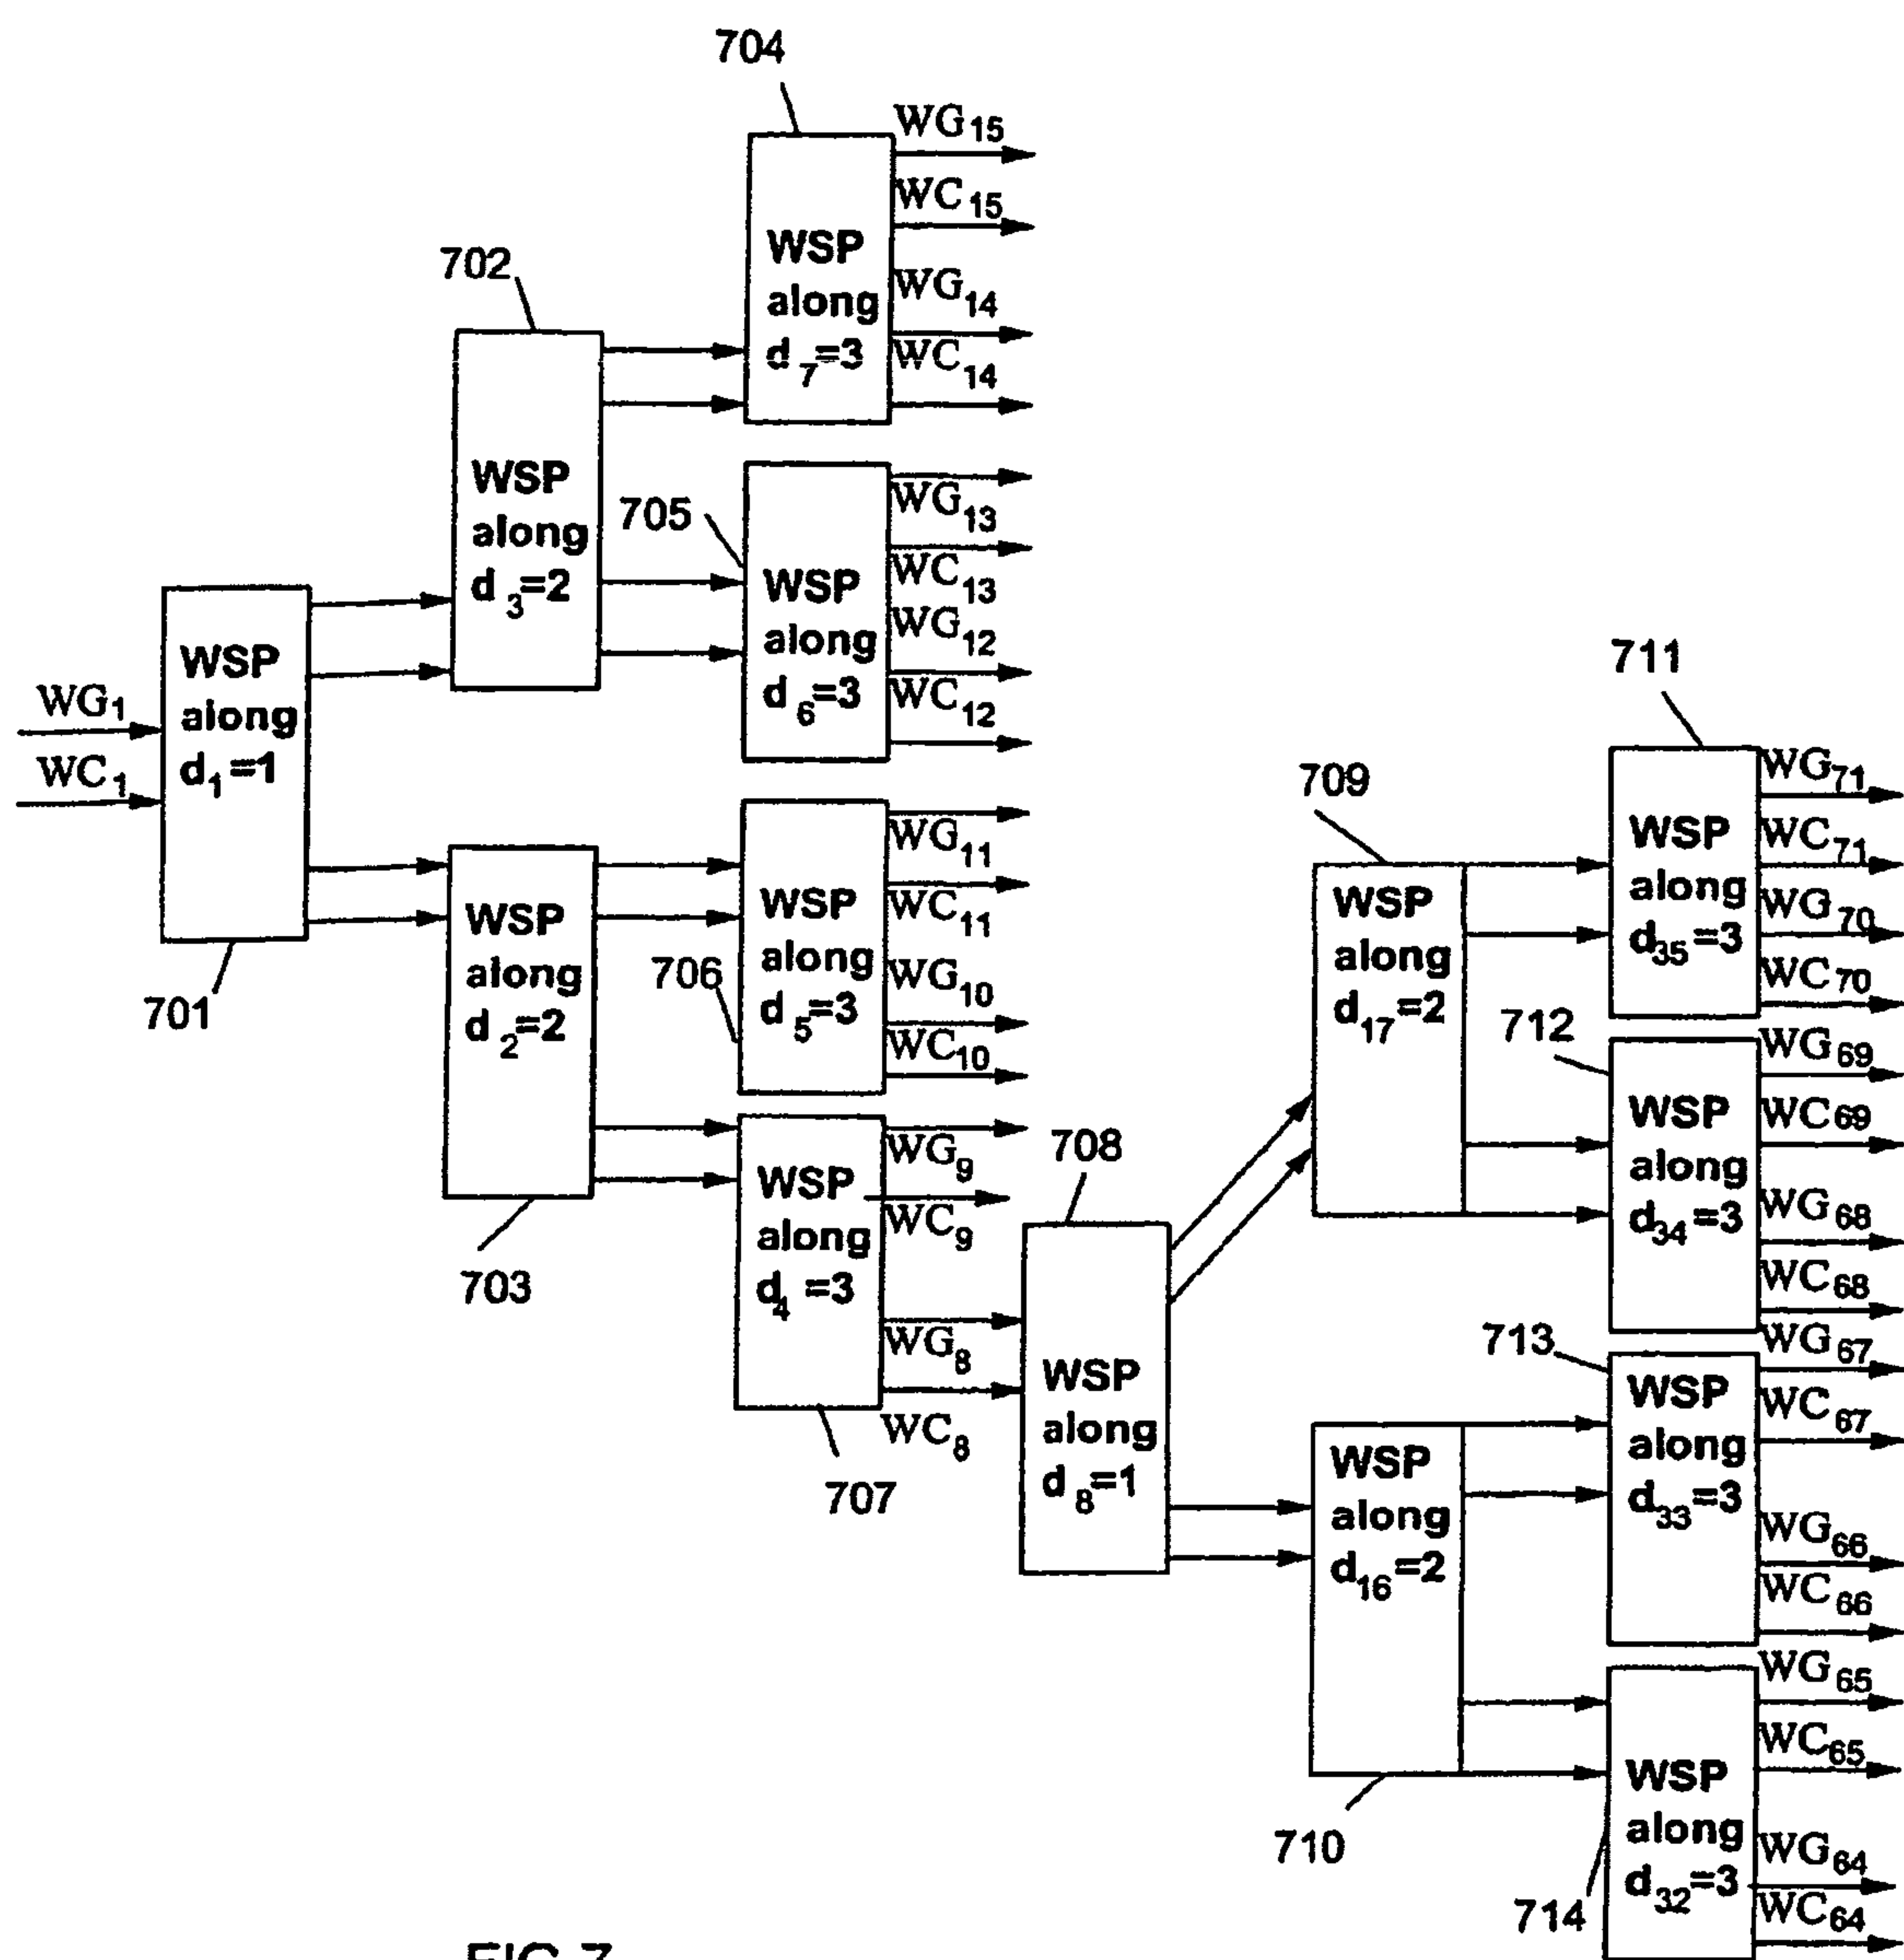 704
WG15
WC15
WSP
along
d7=3
WG14
WC14
702
WSP
along
d3=2
705
WSP
along
d6=3
WG13
WC13
WG12
WC12
WG1
WC1
WSP
along
d1=1
701
WSP
along
d2=2
703
706
WSP
along
d5=3
WG11
WC11
WG10
WC10
WSP
along
d4=3
WG9
WC9
WG8
WC8
707
708
WSP
along
d8=1
709
WSP
along
d17=2
710
WSP
along
d16=2
711
WSP
along
d35=3
WG71
WC71
WG70
WC70
712
WSP
along
d34=3
WG69
WC69
WG68
WC68
713
WSP
along
d33=3
WG67
WC67
WG66
WC66
714
WSP
along
d32=3
WG65
WC65
WG64
WC64
FIG.7